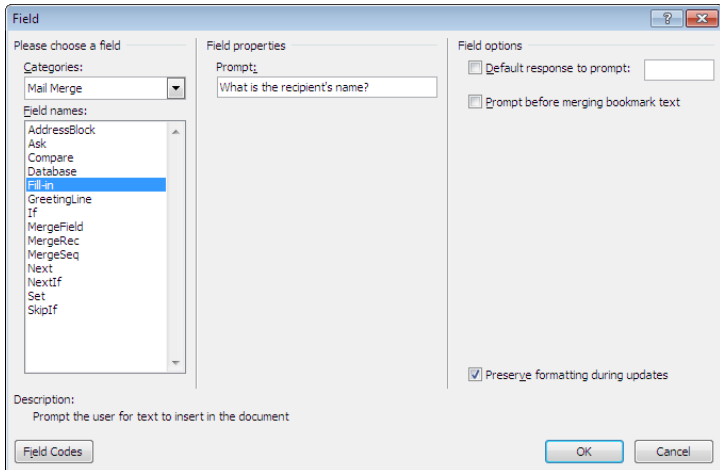 Field
Please choose a field
Categories:
Mail Merge
Field names:
AddressBlock
Ask
Compare
Database
Fill-in
GreetingLine
If
MergeField
MergeRec
MergeSeq
Next
NextIf
Set
SkipIf
Field properties
Prompt:
What is the recipient's name?
Field options
Default response to prompt:
Prompt before merging bookmark text
Preserve formatting during updates
Description:
Prompt the user for text to insert in the document
Field Codes
OK
Cancel